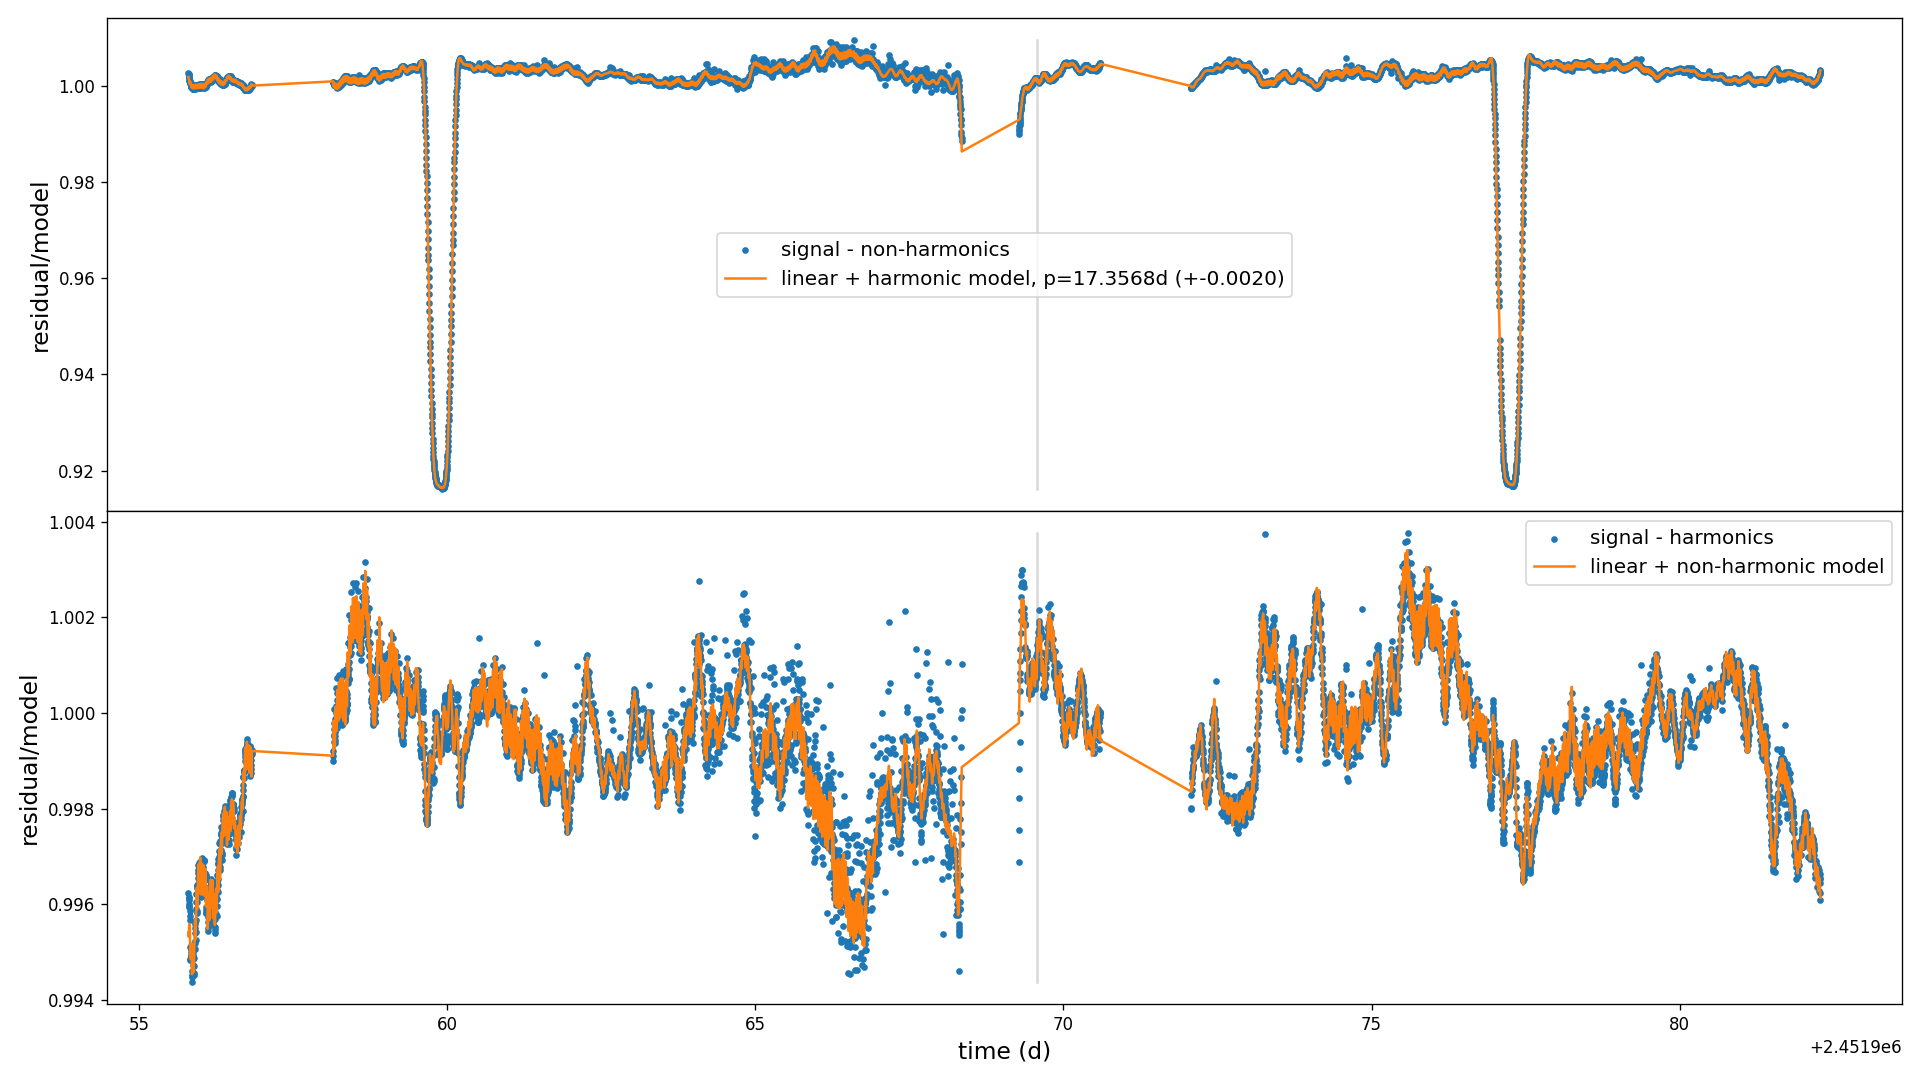 1.00
0.98
0.96
0.94
0.92
residual/model
signal - non-harmonics
linear + harmonic model, p=17.3568d (+-0.0020)
1.004
1.002
1.000
0.998
0.996
0.994
residual/model
signal - harmonics
linear + non-harmonic model
55 60 65 70 75 80
time (d)
+2.4519e6